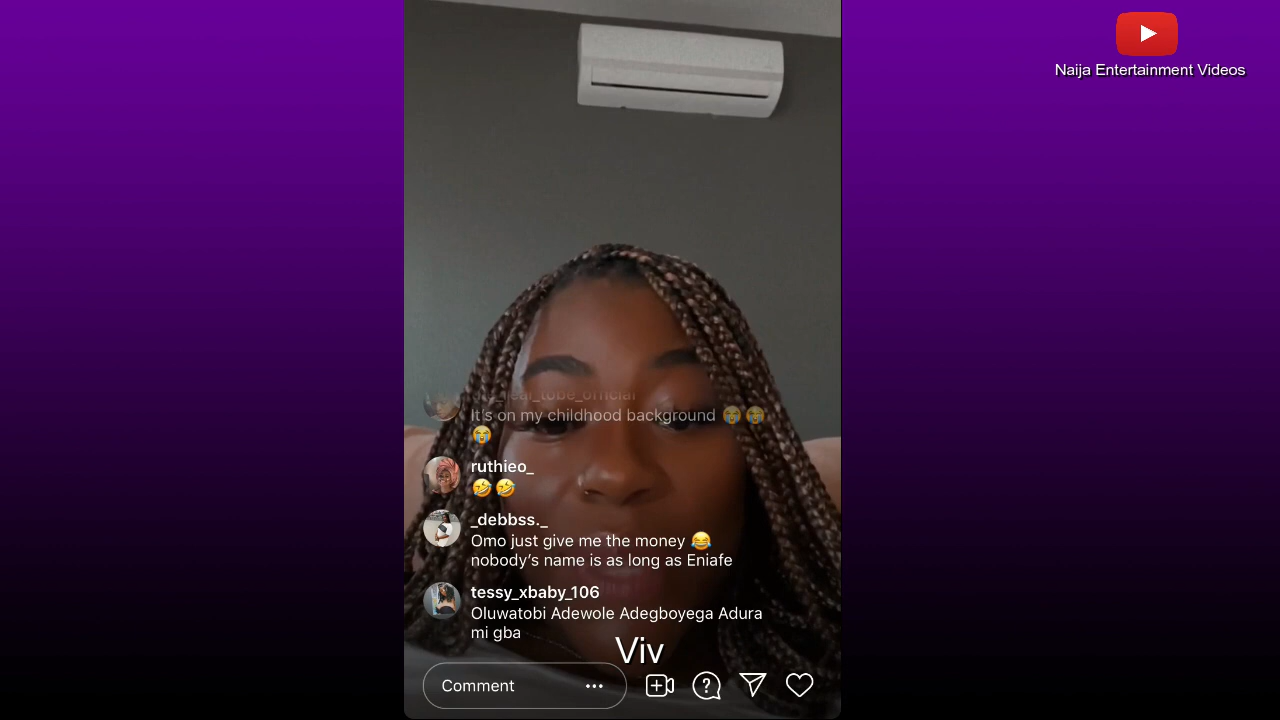 Naija Entertainment Videos
It's on my childhood background 😭😭
😭
ruthieo_
🤣🤣
_debbss._
Omo just give me the money 😂
nobody's name is as long as Eniafe
tessy_xbaby_106
Oluwatobi Adewole Adegboyega Adura
mi gba
Viv
Comment